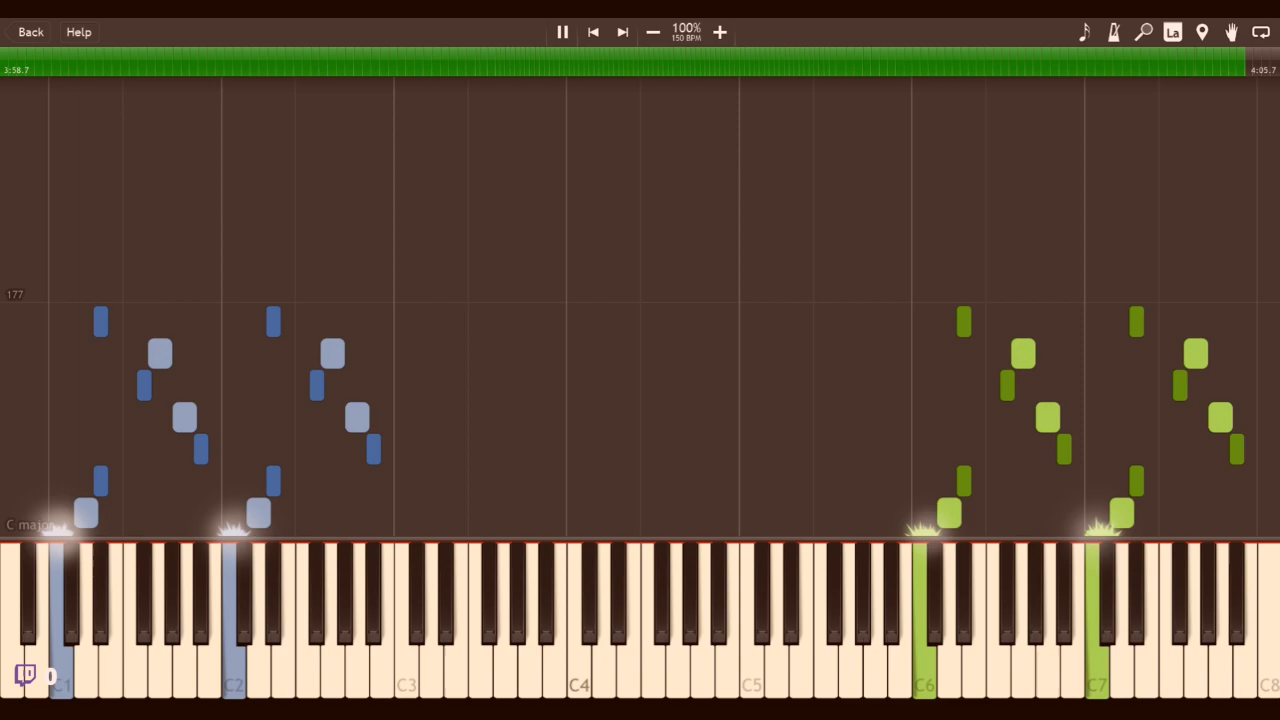 Back Help 100% La
150 BPM
3:58.7 4:05.7
177
C major
0
C1 C2 C3 C4 C5 C6 C7 C8